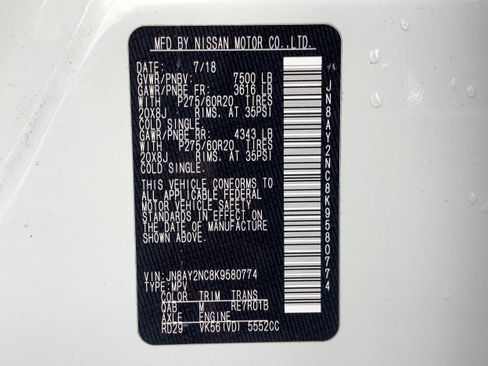 MFD BY NISSAN MOTOR CO.,LTD.
DATE: 7/18
GVWR/PNBV: 7500 LB
GAWR/PNBE FR: 3616 LB
WITH P275/60R20 TIRES
20X8J RIMS. AT 35PSI
COLD SINGLE.
GAWR/PNBE RR: 4343 LB
WITH P275/60R20 TIRES
20X8J RIMS. AT 35PSI
COLD SINGLE.
THIS VEHICLE CONFORMS TO
ALL APPLICABLE FEDERAL
MOTOR VEHICLE SAFETY
STANDARDS IN EFFECT ON
THE DATE OF MANUFACTURE
SHOWN ABOVE.
VIN:JN8AY2NC8K9580774
TYPE:MPV
COLOR TRIM TRANS
QAB M RE7R01B
AXLE ENGINE
RD29 VK56(VD) 5552CC
JN8AY2NC8K9580774